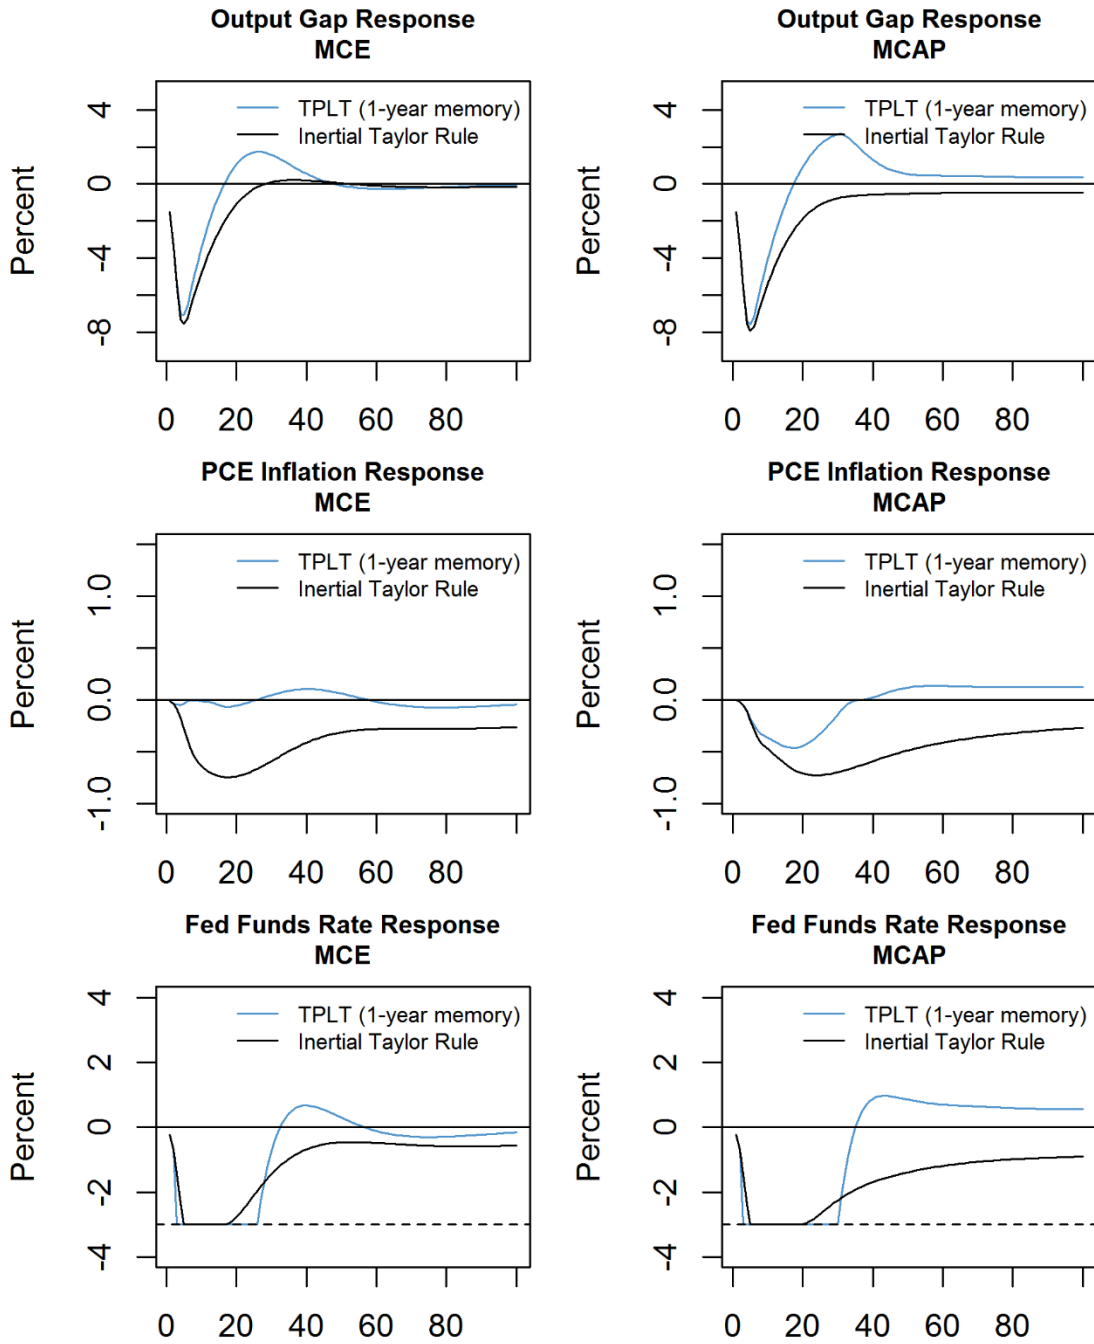 Output Gap Response
MCE
TPLT (1-year memory)
Inertial Taylor Rule
Percent
4
0
-4
-8
0 20 40 60 80
Output Gap Response
MCAP
TPLT (1-year memory)
Inertial Taylor Rule
Percent
4
0
-4
-8
0 20 40 60 80
PCE Inflation Response
MCE
TPLT (1-year memory)
Inertial Taylor Rule
Percent
1.0
0.0
-1.0
0 20 40 60 80
PCE Inflation Response
MCAP
TPLT (1-year memory)
Inertial Taylor Rule
Percent
1.0
0.0
-1.0
0 20 40 60 80
Fed Funds Rate Response
MCE
TPLT (1-year memory)
Inertial Taylor Rule
Percent
4
2
0
-2
-4
0 20 40 60 80
Fed Funds Rate Response
MCAP
TPLT (1-year memory)
Inertial Taylor Rule
Percent
4
2
0
-2
-4
0 20 40 60 80